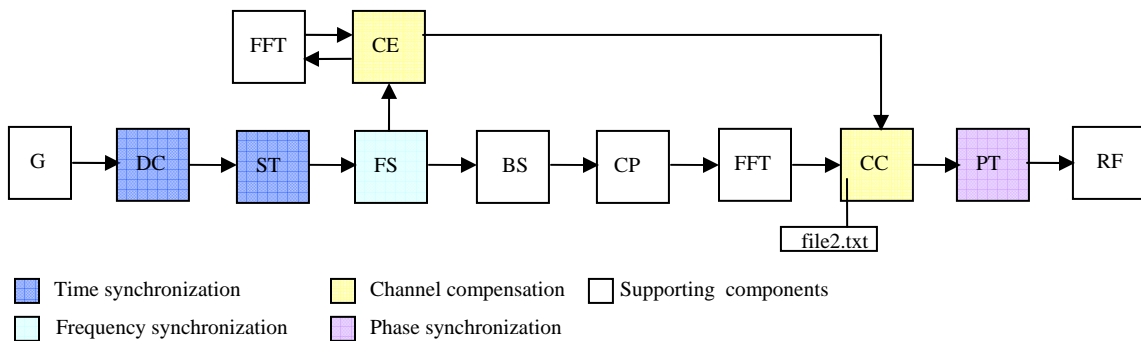 FFT
CE
G
DC
ST
FS
BS
CP
FFT
CC
PT
RF
file2.txt
Time synchronization
Channel compensation
Supporting components
Frequency synchronization
Phase synchronization